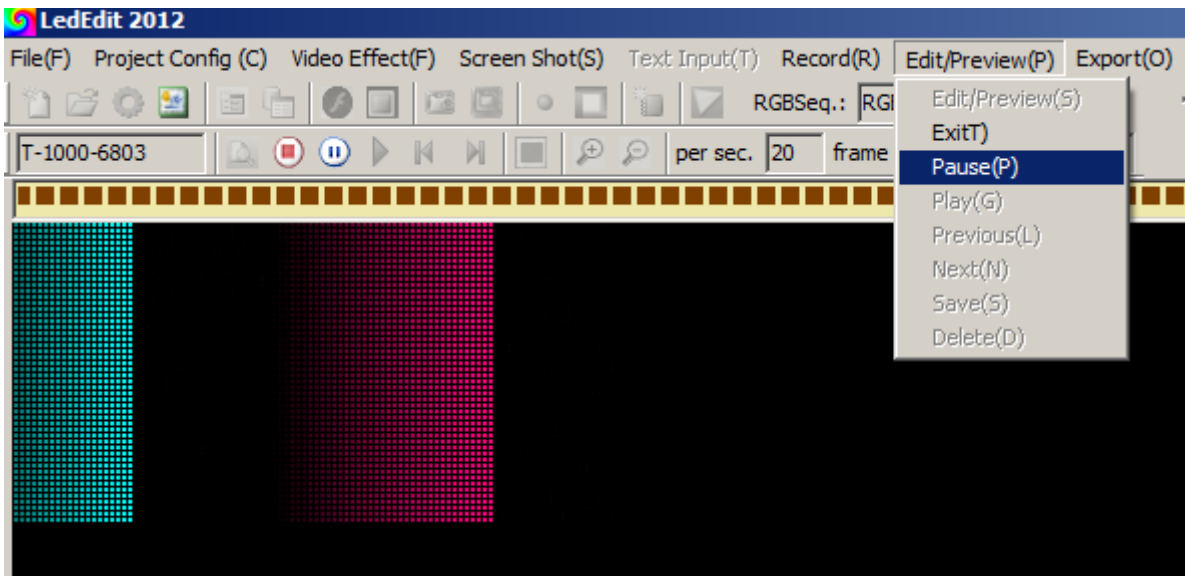 LedEdit 2012
File(F) Project Config (C) Video Effect(F) Screen Shot(S) Text Input(T) Record(R) Edit/Preview(P) Export(O)
RGBSeq.: RG
T-1000-6803 per sec. 20 frame
Edit/Preview(S)
ExitT)
Pause(P)
Play(G)
Previous(L)
Next(N)
Save(S)
Delete(D)